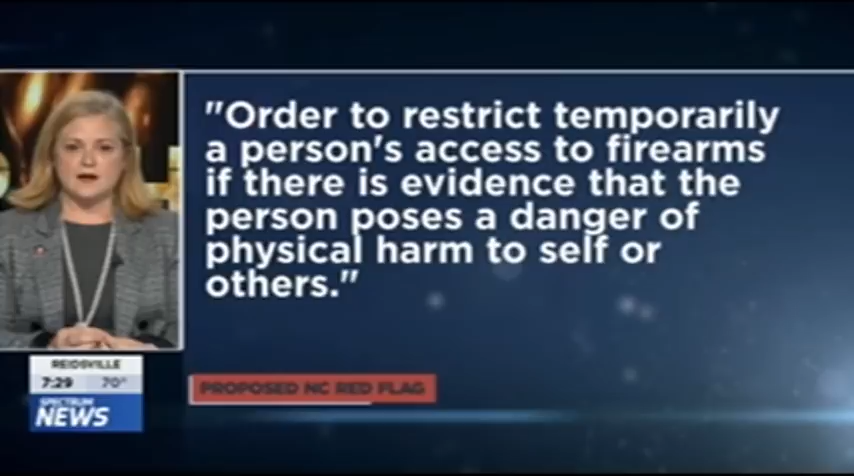 "Order to restrict temporarily
a person's access to firearms
if there is evidence that the
person poses a danger of
physical harm to self or
others."
REIDSVILLE
7:29 70°
SPECTRUM
NEWS
PROPOSED NC RED FLAG